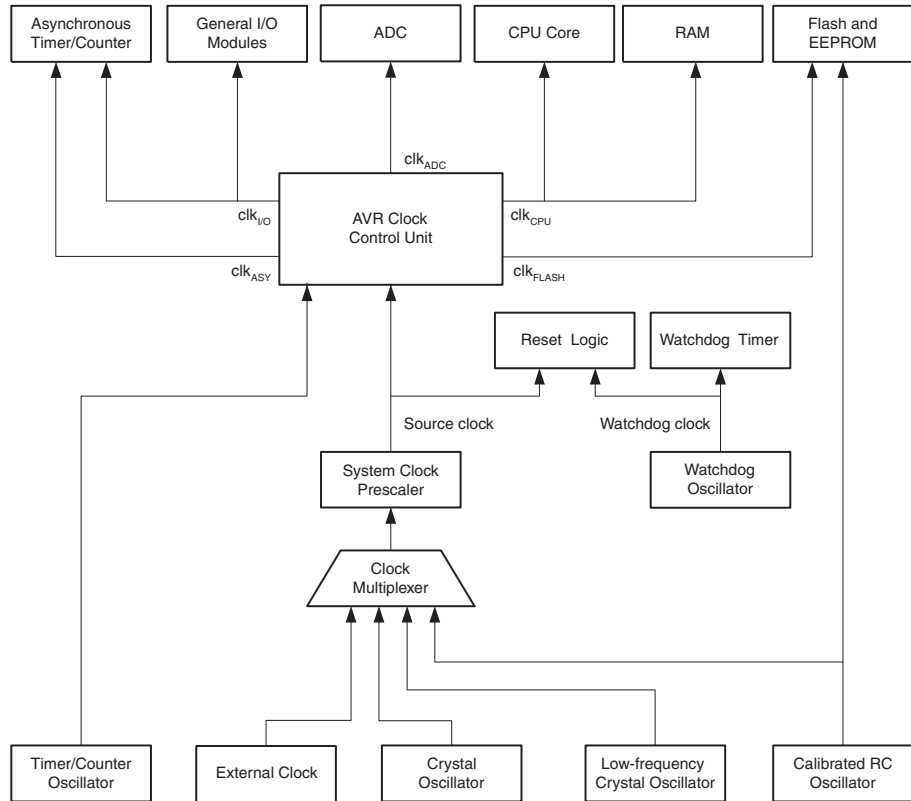 Asynchronous
Timer/Counter
General I/O
Modules
ADC
CPU Core
RAM
Flash and
EEPROM
clkADC
clkI/O
AVR Clock
Control Unit
clkCPU
clkASY
clkFLASH
Reset Logic
Watchdog Timer
Source clock
Watchdog clock
System Clock
Prescaler
Watchdog
Oscillator
Clock
Multiplexer
Timer/Counter
Oscillator
External Clock
Crystal
Oscillator
Low-frequency
Crystal Oscillator
Calibrated RC
Oscillator